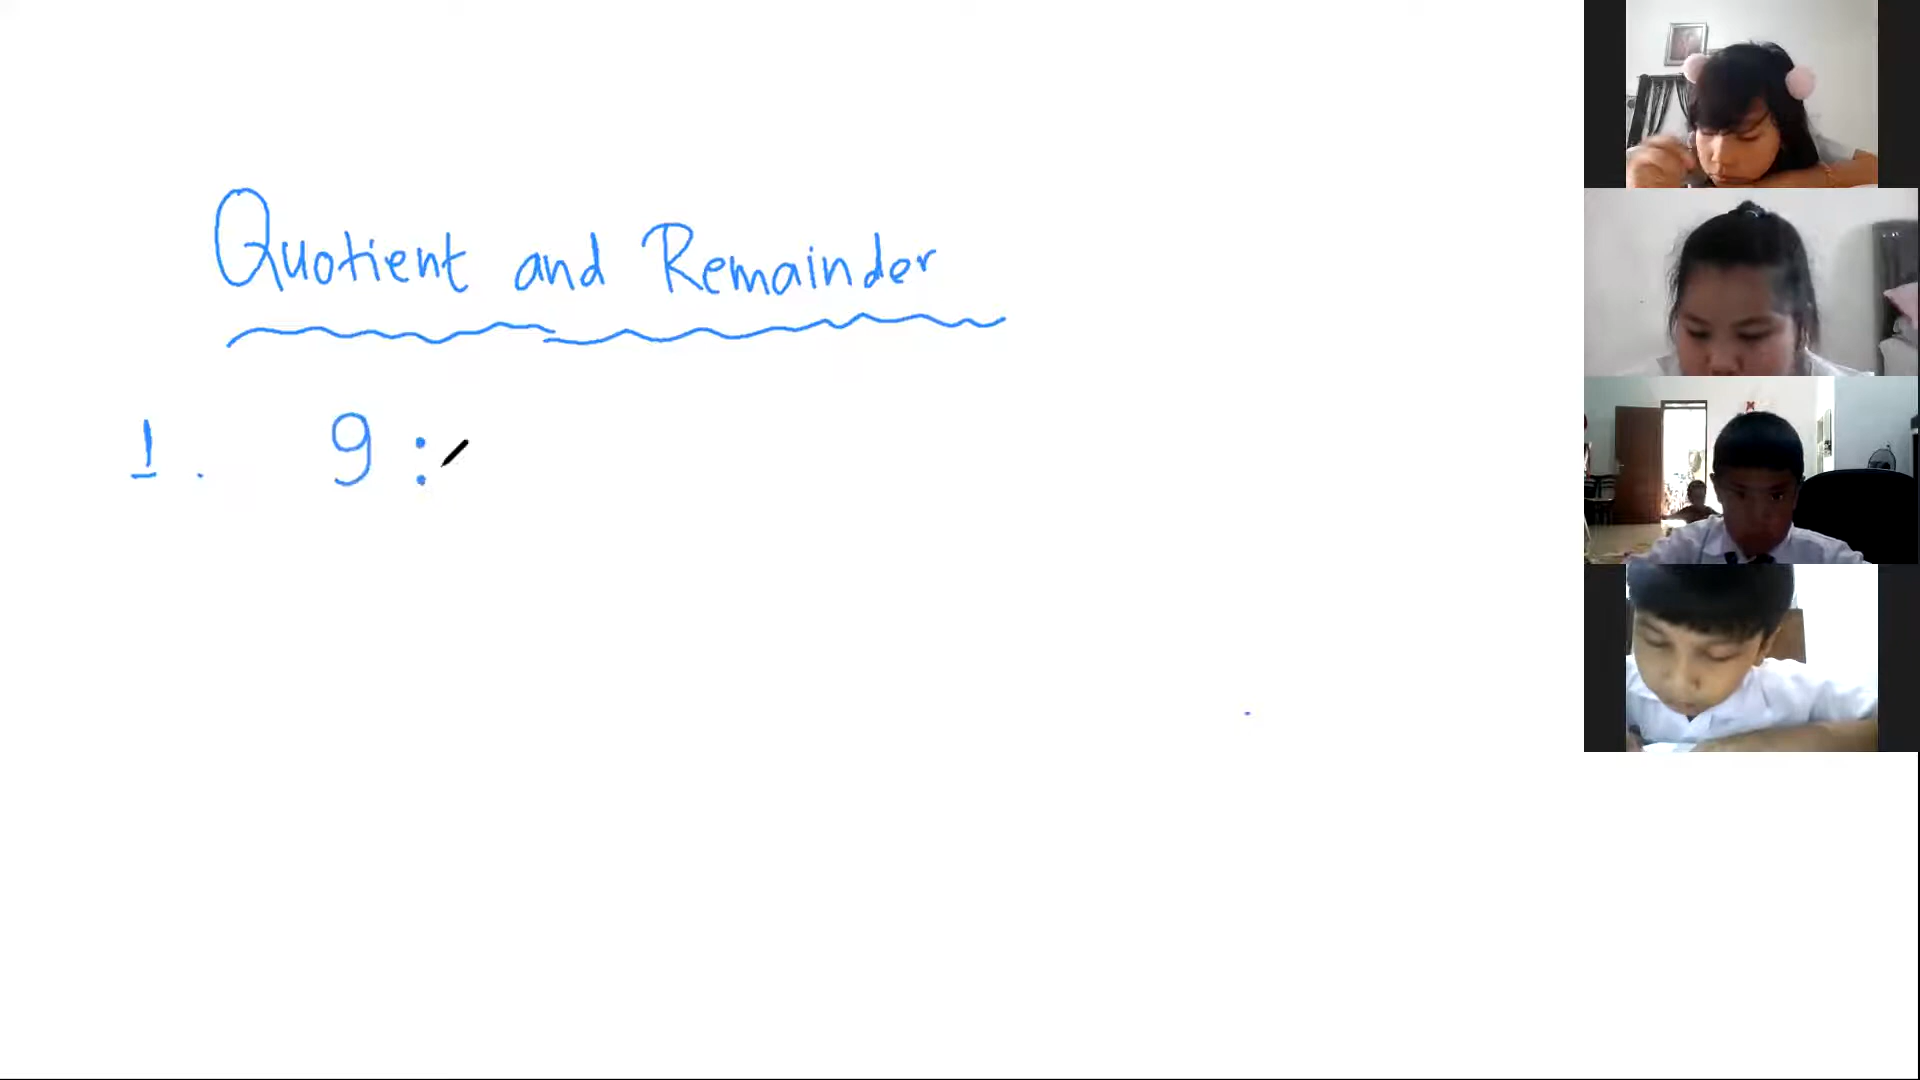 Quotient and Remainder
1. 9 :